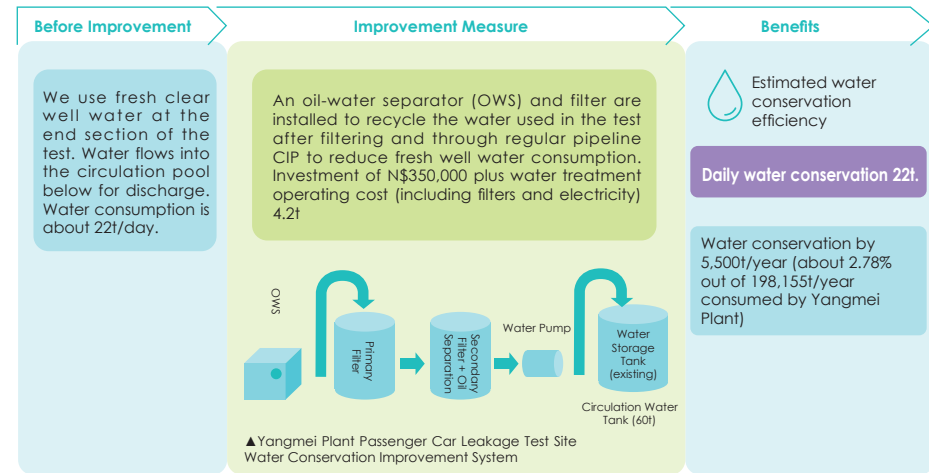 Before Improvement
Improvement Measure
Benefits
We use fresh clear
well water at the
end section of the
test. Water flows into
the circulation pool
below for discharge.
Water consumption is
about 22t/day.
An oil-water separator (OWS) and filter are
installed to recycle the water used in the test
after filtering and through regular pipeline
CIP to reduce fresh well water consumption.
Investment of N$350,000 plus water treatment
operating cost (including filters and electricity)
4.2t
OWS
Primary
Filter
Secondary
Filter + Oil
Separation
Water Pump
Water
Storage
Tank
(existing)
Circulation Water
Tank (60t)
▲Yangmei Plant Passenger Car Leakage Test Site
Water Conservation Improvement System
Estimated water
conservation
efficiency
Daily water conservation 22t.
Water conservation by
5,500t/year (about 2.78%
out of 198,155t/year
consumed by Yangmei
Plant)